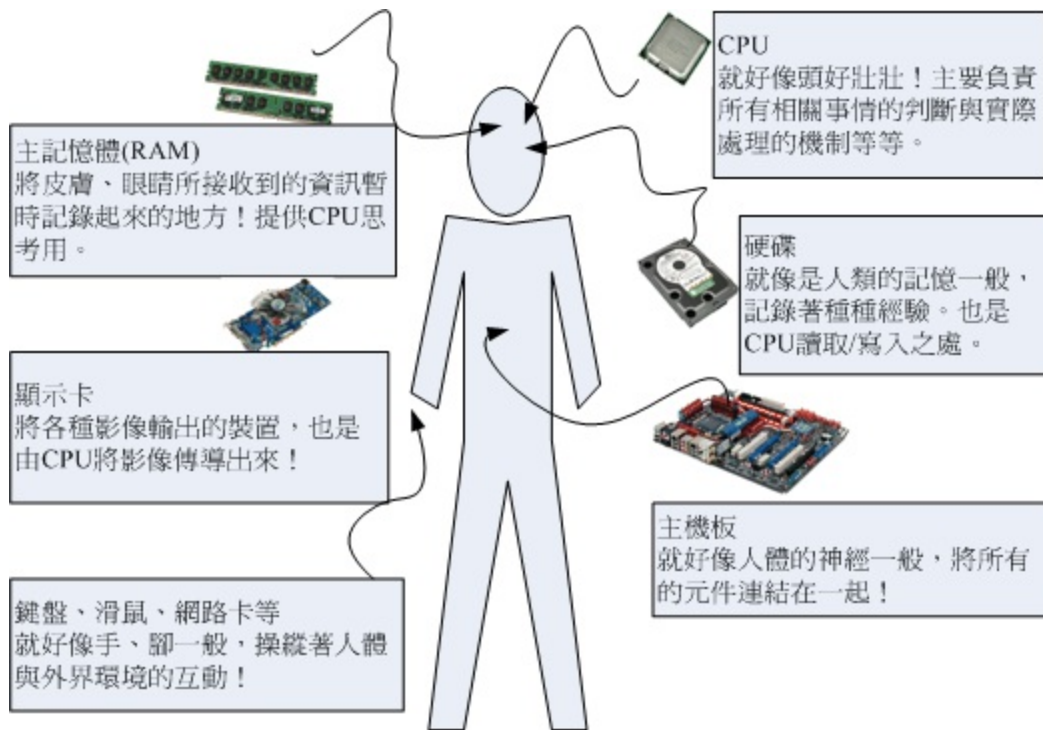 CPU
就好像頭好壯壯！主要負責
所有相關事情的判斷與實際
處理的機制等等。
主記憶體(RAM)
將皮膚、眼睛所接收到的資訊暫
時記錄起來的地方！提供CPU思
考用。
硬碟
就像是人類的記憶一般，
記錄著種種經驗。也是
CPU讀取/寫入之處。
顯示卡
將各種影像輸出的裝置，也是
由CPU將影像傳導出來！
主機板
就好像人體的神經一般，將所有
的元件連結在一起！
鍵盤、滑鼠、網路卡等
就好像手、腳一般，操縱著人體
與外界環境的互動！